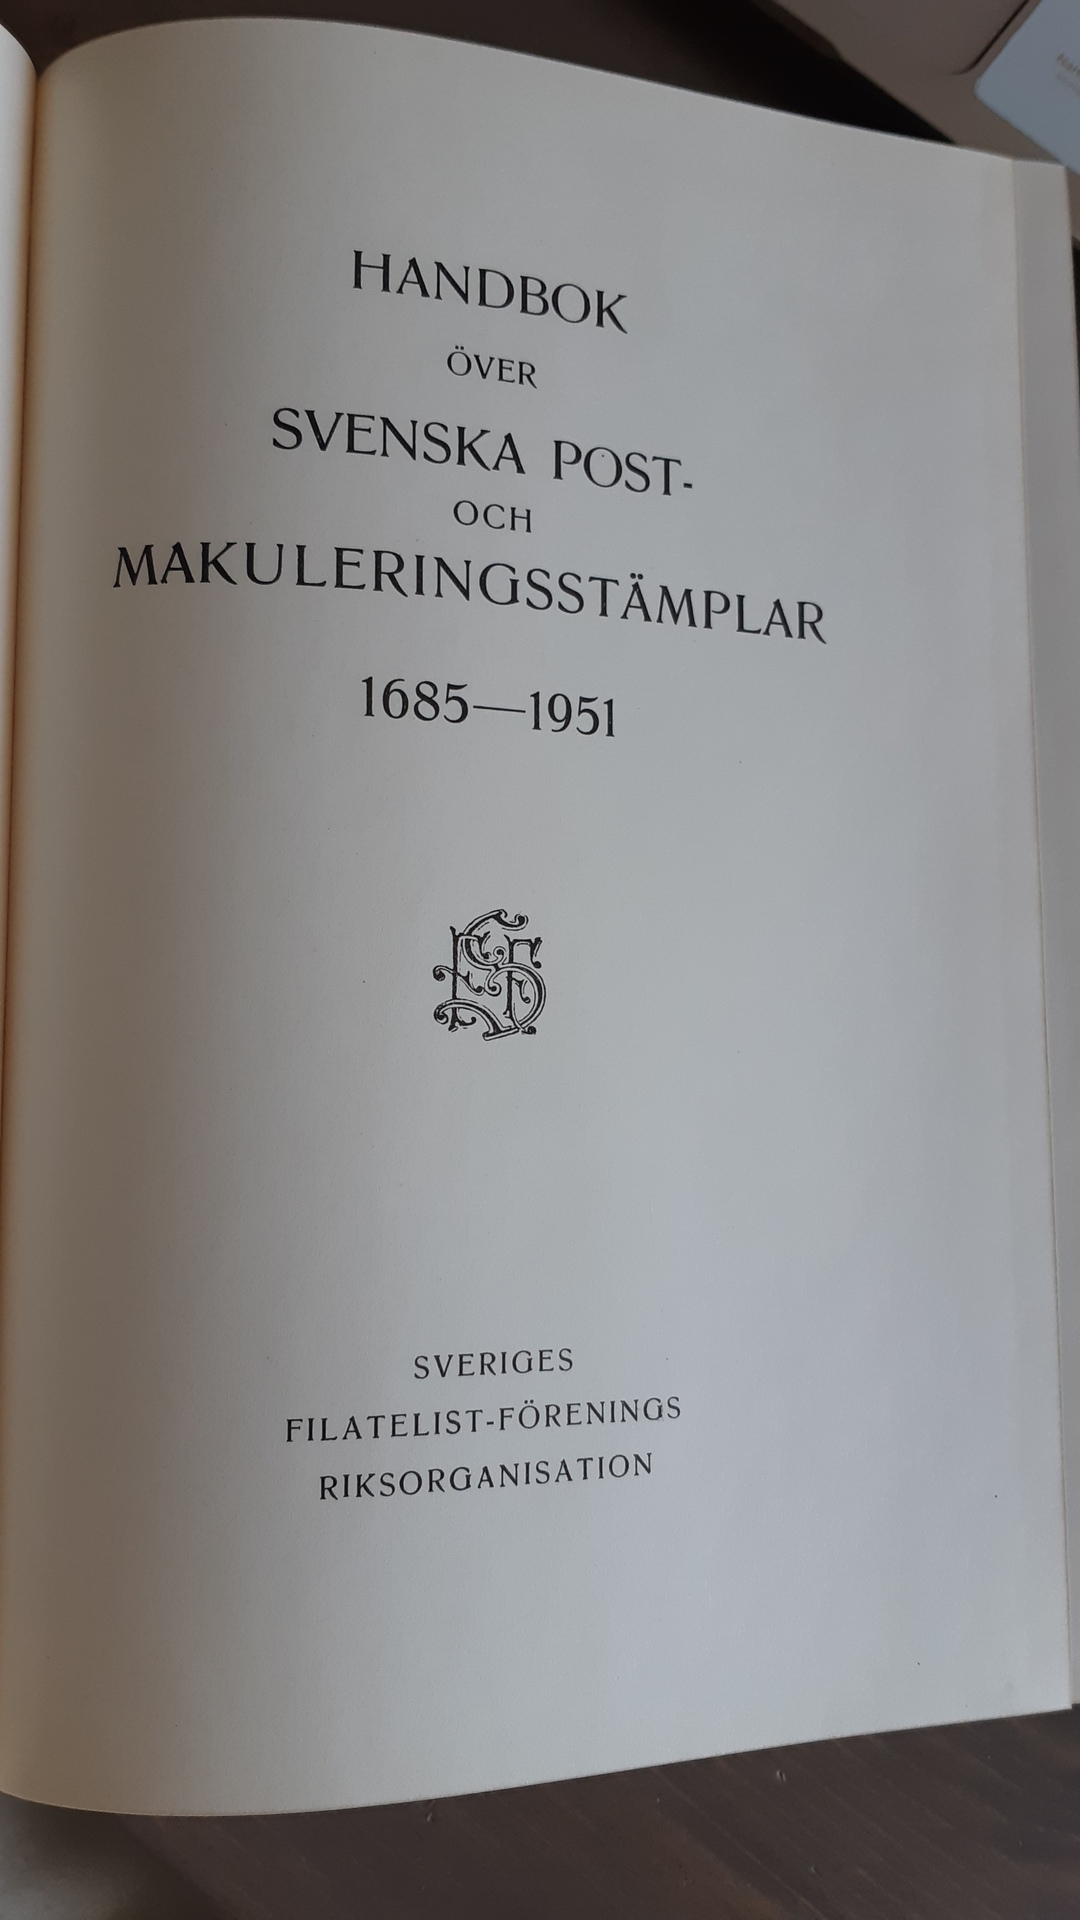 HANDBOK
ÖVER
SVENSKA POST-
OCH
MAKULERINGSSTÄMPLAR
1685—1951
SVERIGES
FILATELIST-FÖRENINGS
RIKSORGANISATION